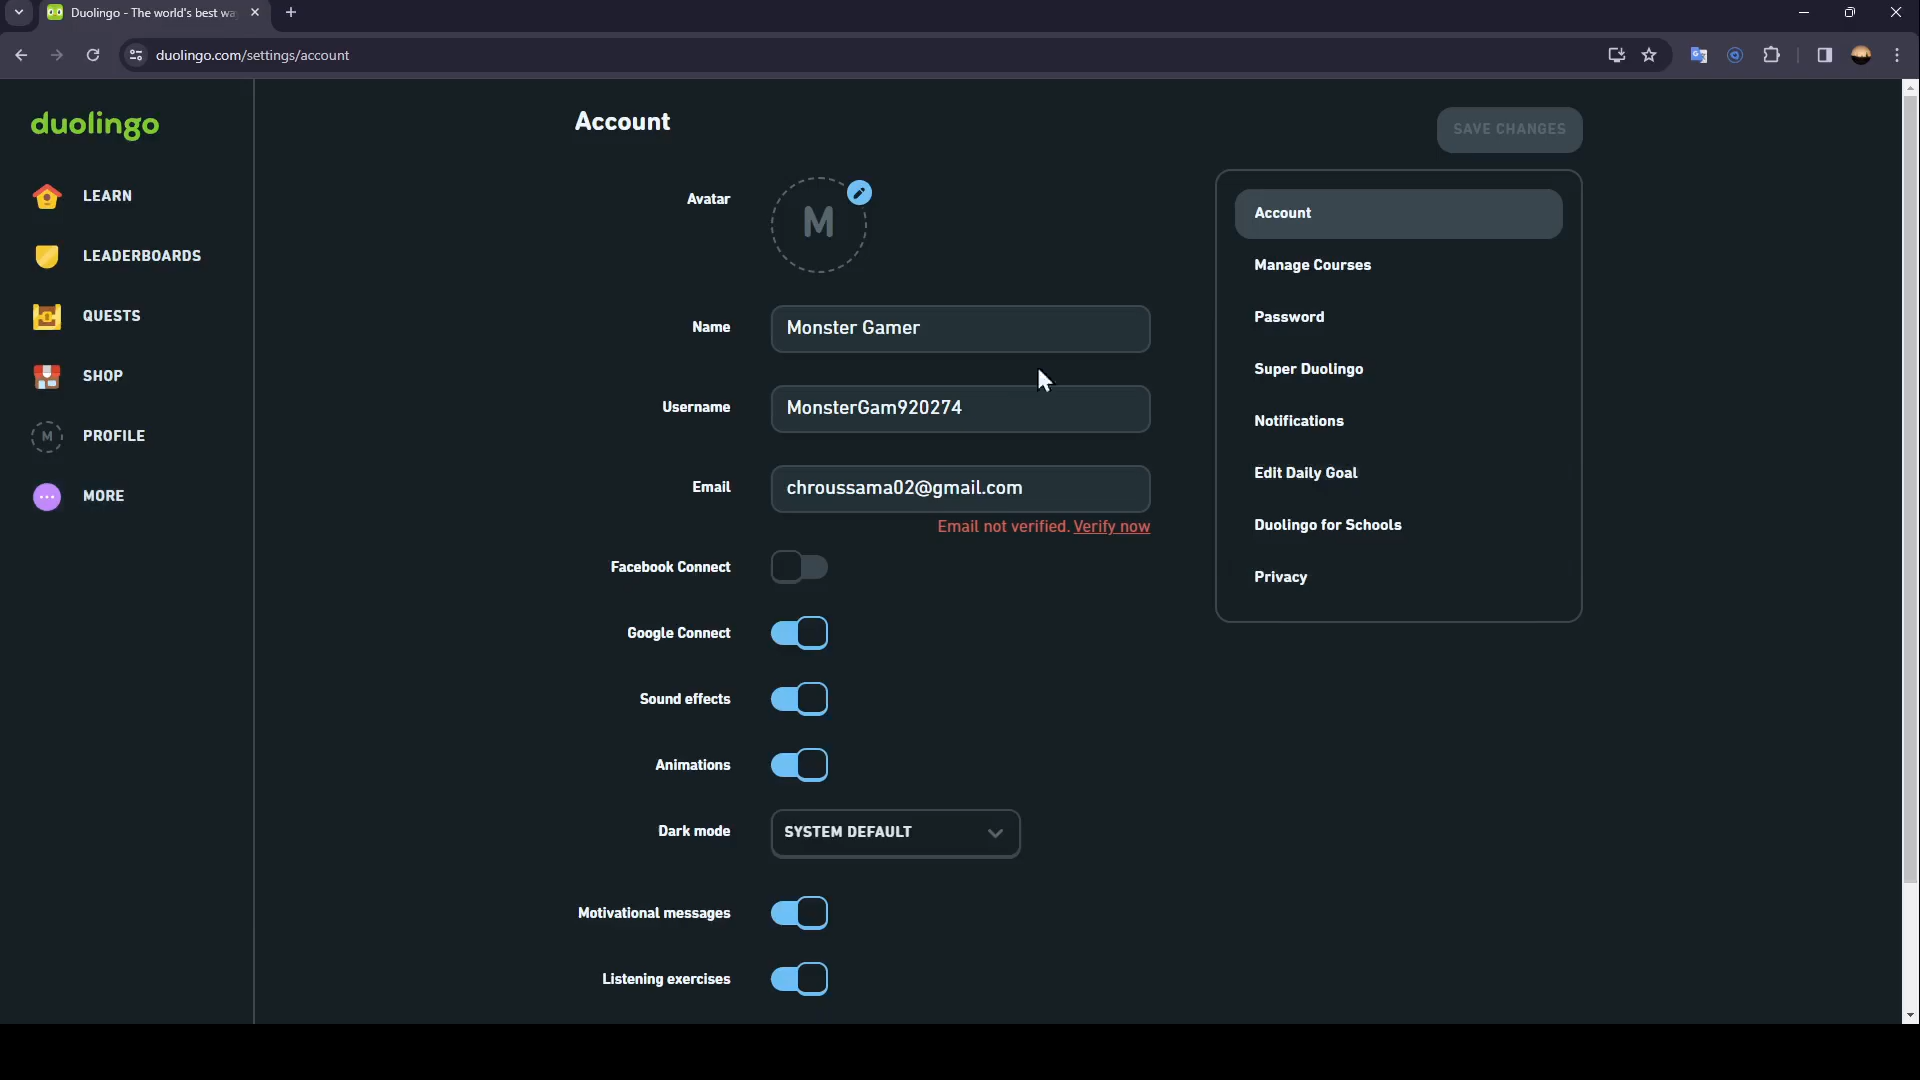 Duolingo - The world's best wa
duolingo.com/settings/account
duolingo
LEARN
LEADERBOARDS
QUESTS
SHOP
M
PROFILE
MORE
Account
SAVE CHANGES
Avatar
M
Name
Monster Gamer
Username
MonsterGam920274
Email
chroussama02@gmail.com
Email not verified. Verify now
Facebook Connect
Google Connect
Sound effects
Animations
Dark mode
SYSTEM DEFAULT
Motivational messages
Listening exercises
Account
Manage Courses
Password
Super Duolingo
Notifications
Edit Daily Goal
Duolingo for Schools
Privacy